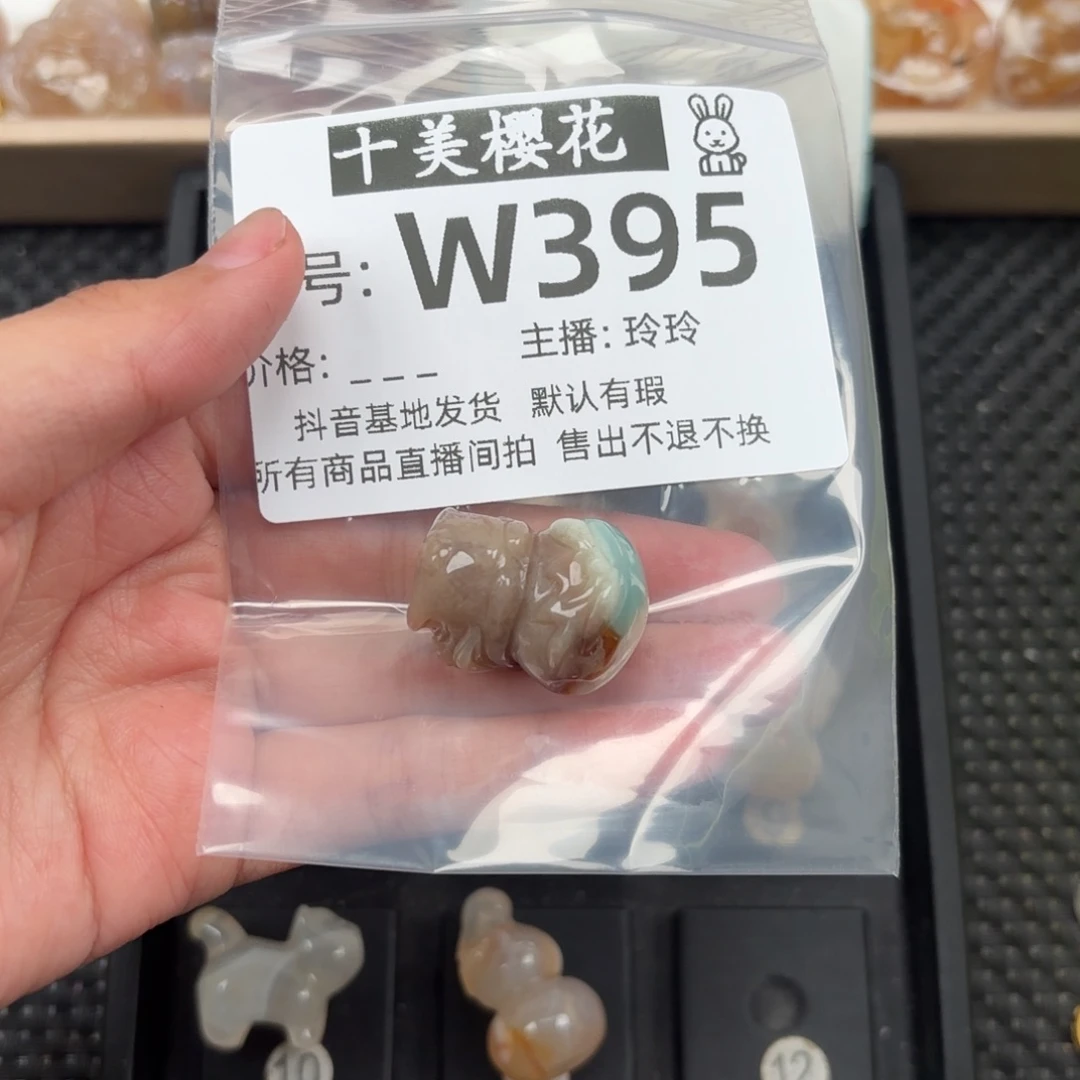 十美樱花
号: W395
价格: _ _ _ 主播: 玲玲
抖音基地发货 默认有瑕
所有商品直播间拍 售出不退不换
10
12